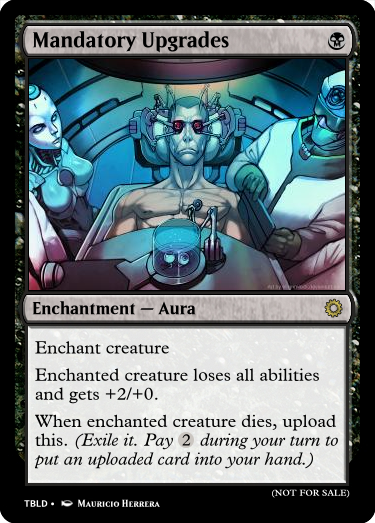 Mandatory Upgrades
Enchantment — Aura
Enchant creature
Enchanted creature loses all abilities
and gets +2/+0.
When enchanted creature dies, upload
this. (Exile it. Pay 2 during your turn to
put an uploaded card into your hand.)
(NOT FOR SALE)
TBLD • Mauricio Herrera